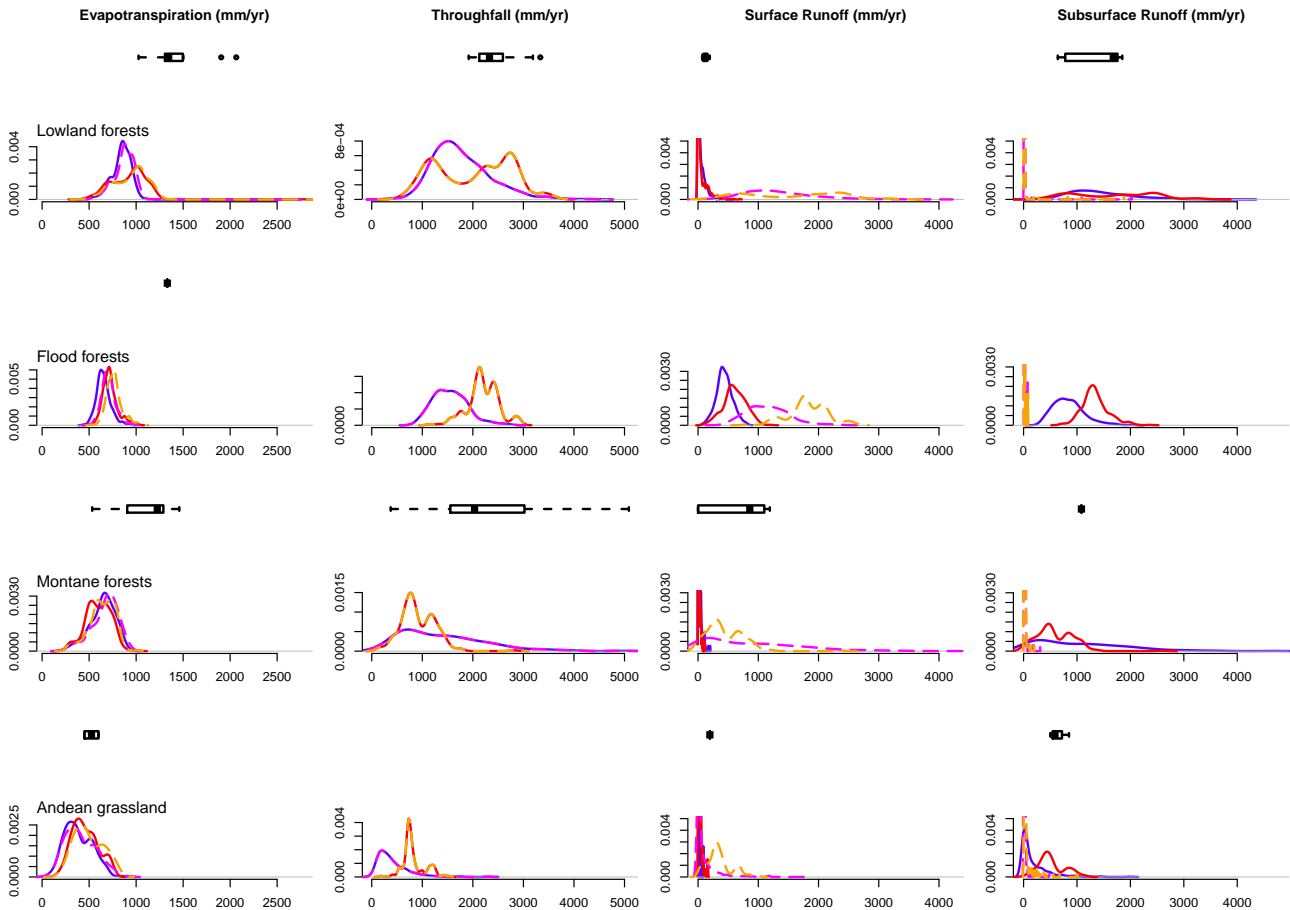 Evapotranspiration (mm/yr) Throughfall (mm/yr) Surface Runoff (mm/yr) Subsurface Runoff (mm/yr)
Lowland forests
0.000 0.004 0e+00 8e−04 0.000 0.004 0.000 0.004
0 500 1000 1500 2000 2500 0 1000 2000 3000 4000 5000 0 1000 2000 3000 4000 0 1000 2000 3000 4000
Flood forests
0.000 0.005 0.0000 0.0000 0.0030 0.0000 0.0030
0 500 1000 1500 2000 2500 0 1000 2000 3000 4000 5000 0 1000 2000 3000 4000 0 1000 2000 3000 4000
Montane forests
0.0000 0.0030 0.0000 0.0015 0.0000 0.0030 0.0000 0.0030
0 500 1000 1500 2000 2500 0 1000 2000 3000 4000 5000 0 1000 2000 3000 4000 0 1000 2000 3000 4000
Andean grassland
0.0000 0.0025 0.000 0.004 0.000 0.004 0.000 0.004
0 500 1000 1500 2000 2500 0 1000 2000 3000 4000 5000 0 1000 2000 3000 4000 0 1000 2000 3000 4000